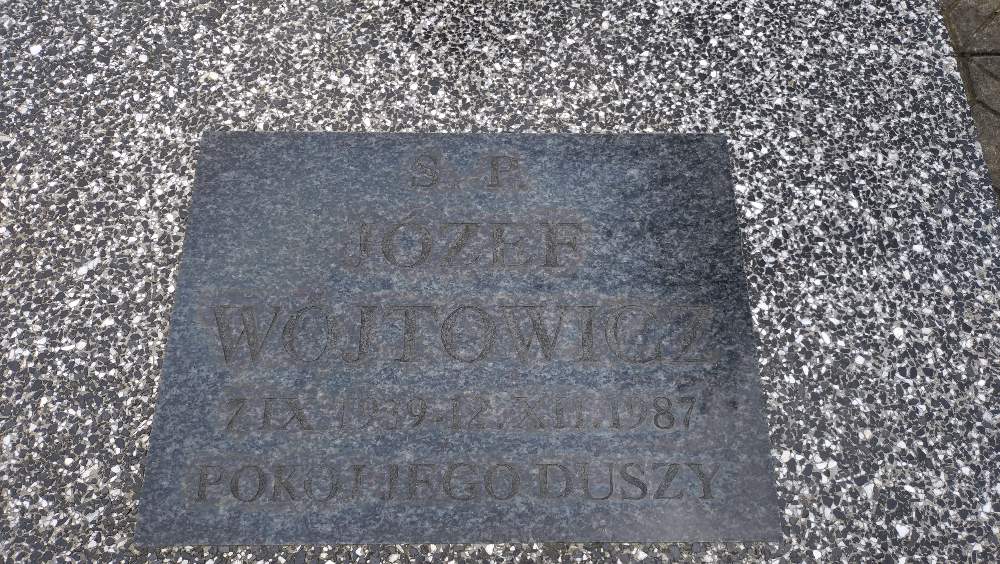 Ś. P.
JÓZEF
WÓJTOWICZ
7 IX 1939-12.XII.1987
POKÓJ JEGO DUSZY